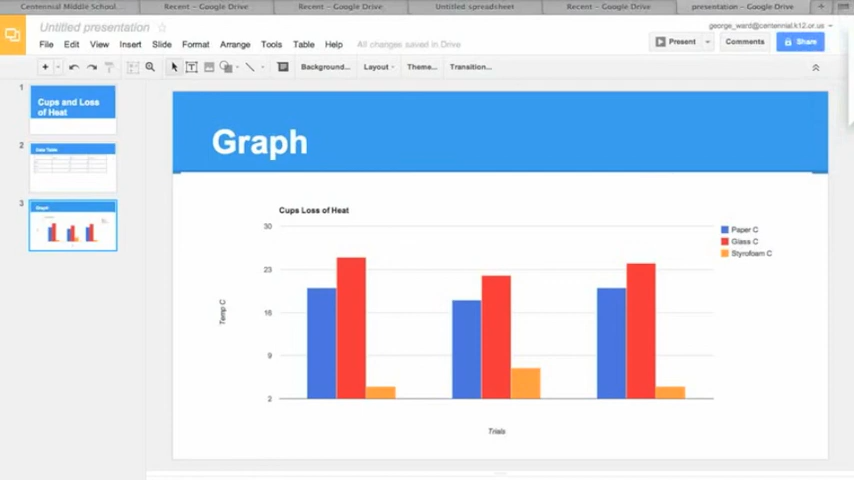 Centennial Middle School...
Recent – Google Drive
Recent – Google Drive
Untitled spreadsheet
Recent – Google Drive
presentation – Google Drive
Untitled presentation
george_ward@centennial.k12.or.us
File Edit View Insert Slide Format Arrange Tools Table Help All changes saved in Drive
Present Comments Share
Background... Layout Theme... Transition...
1
Cups and Loss
of Heat
2
Data Table
3
Graph
Graph
Cups Loss of Heat
30
23
16
9
2
Temp C
Trials
Paper C
Glass C
Styrofoam C